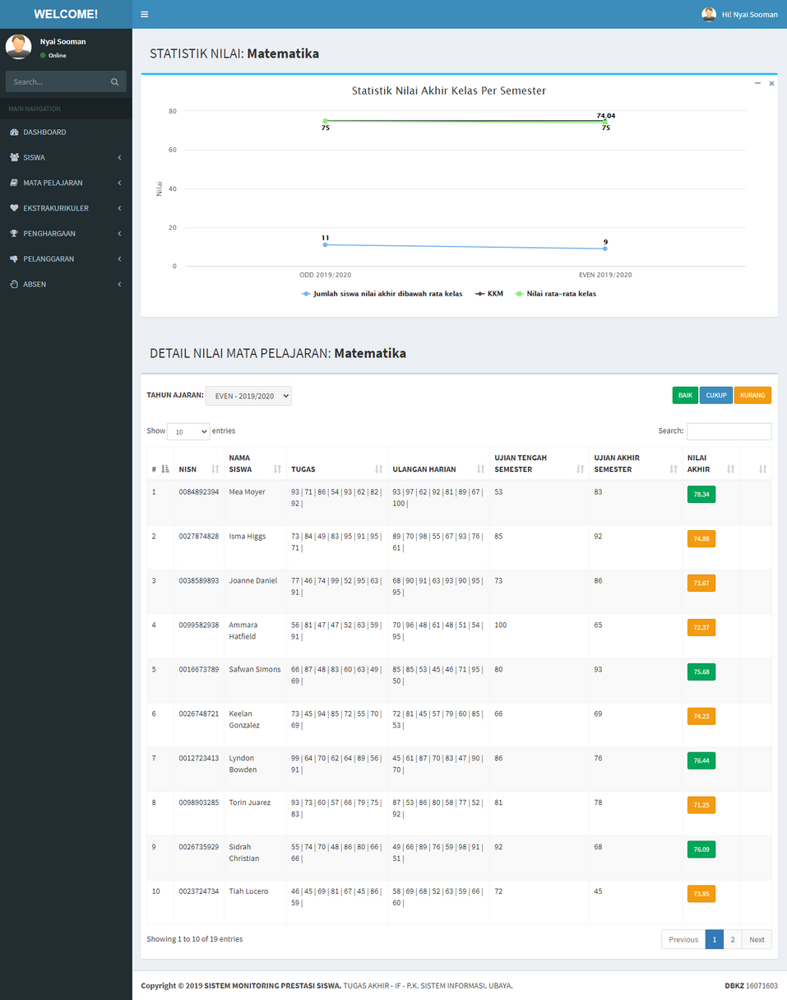 WELCOME!
Hi! Nyai Sooman
Nyai Sooman
Online
Search...
MAIN NAVIGATION
DASHBOARD
SISWA
MATA PELAJARAN
EKSTRAKURIKULER
PENGHARGAAN
PELANGGARAN
ABSEN
STATISTIK NILAI: Matematika
Statistik Nilai Akhir Kelas Per Semester
Nilai
80
60
40
20
0
75
74.04
75
11
9
ODD 2019/2020
EVEN 2019/2020
Jumlah siswa nilai akhir dibawah rata kelas KKM Nilai rata-rata kelas
DETAIL NILAI MATA PELAJARAN: Matematika
TAHUN AJARAN: EVEN - 2019/2020
BAIK CUKUP KURANG
Show 10 entries
Search:
# NISN NAMA SISWA TUGAS ULANGAN HARIAN UJIAN TENGAH SEMESTER UJIAN AKHIR SEMESTER NILAI AKHIR
1 0084892394 Mea Moyer 93 | 71 | 86 | 54 | 93 | 62 | 82 | 92 | 93 | 97 | 62 | 92 | 81 | 89 | 67 | 100 | 53 83 78.34
2 0027874828 Isma Higgs 73 | 84 | 49 | 83 | 95 | 91 | 95 | 71 | 89 | 70 | 98 | 55 | 67 | 93 | 76 | 61 | 85 92 74.88
3 0038589893 Joanne Daniel 77 | 46 | 74 | 99 | 52 | 95 | 63 | 91 | 68 | 90 | 91 | 63 | 93 | 90 | 95 | 95 | 73 86 73.67
4 0099582938 Ammara Hatfield 56 | 81 | 47 | 47 | 52 | 63 | 59 | 91 | 70 | 96 | 48 | 61 | 48 | 51 | 54 | 95 | 100 65 72.37
5 0016673789 Safwan Simons 66 | 87 | 48 | 83 | 60 | 63 | 49 | 69 | 85 | 85 | 53 | 45 | 46 | 71 | 95 | 50 | 80 93 75.68
6 0026748721 Keelan Gonzalez 73 | 45 | 94 | 85 | 72 | 55 | 70 | 69 | 72 | 81 | 45 | 57 | 79 | 60 | 85 | 53 | 66 69 74.23
7 0012723413 Lyndon Bowden 99 | 64 | 70 | 62 | 64 | 89 | 56 | 91 | 45 | 61 | 87 | 70 | 83 | 47 | 90 | 70 | 86 76 76.44
8 0098903285 Torin Juarez 93 | 73 | 60 | 57 | 66 | 79 | 75 | 83 | 87 | 53 | 86 | 80 | 58 | 77 | 52 | 92 | 81 78 71.25
9 0026735929 Sidrah Christian 55 | 74 | 70 | 48 | 86 | 80 | 66 | 66 | 49 | 66 | 89 | 76 | 59 | 98 | 91 | 51 | 92 68 76.09
10 0023724734 Tiah Lucero 46 | 45 | 69 | 81 | 67 | 45 | 86 | 59 | 58 | 69 | 68 | 52 | 63 | 59 | 66 | 60 | 72 45 73.95
Showing 1 to 10 of 19 entries
Previous 1 2 Next
Copyright © 2019 SISTEM MONITORING PRESTASI SISWA. TUGAS AKHIR - IF - P.K. SISTEM INFORMASI. UBAYA.
DBKZ 16071603